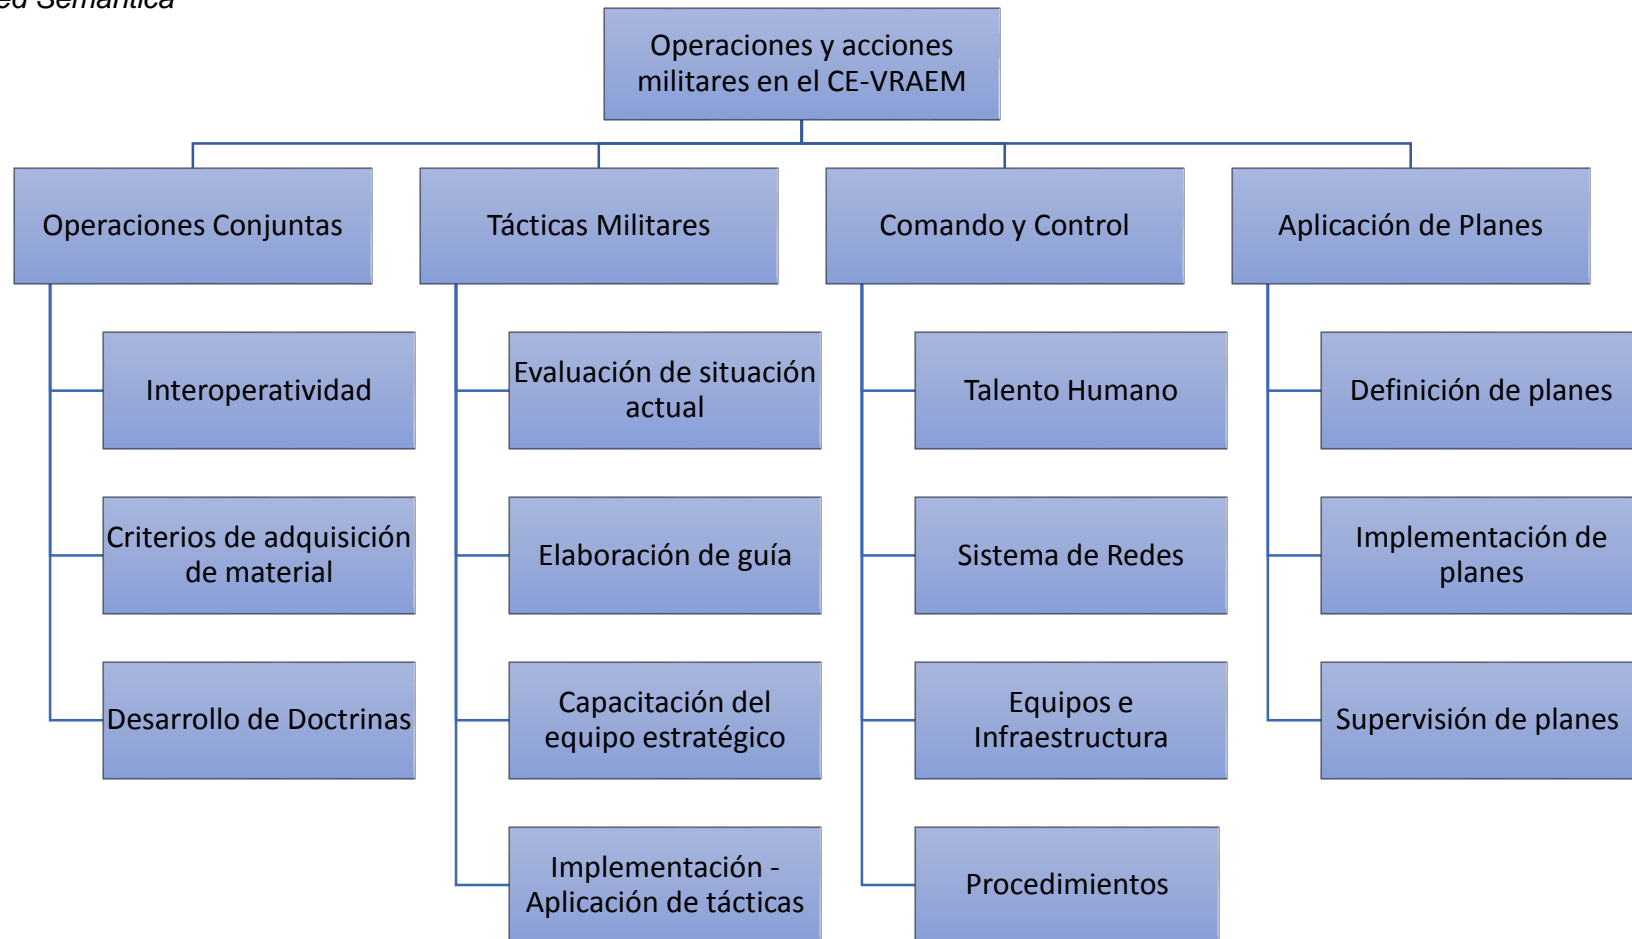 Semántica
Operaciones y acciones
militares en el CE-VRAEM
Operaciones Conjuntas
Tácticas Militares
Comando y Control
Aplicación de Planes
Interoperatividad
Criterios de adquisición
de material
Desarrollo de Doctrinas
Evaluación de situación
actual
Elaboración de guía
Capacitación del
equipo estratégico
Implementación -
Aplicación de tácticas
Talento Humano
Sistema de Redes
Equipos e
Infraestructura
Procedimientos
Definición de planes
Implementación de
planes
Supervisión de planes